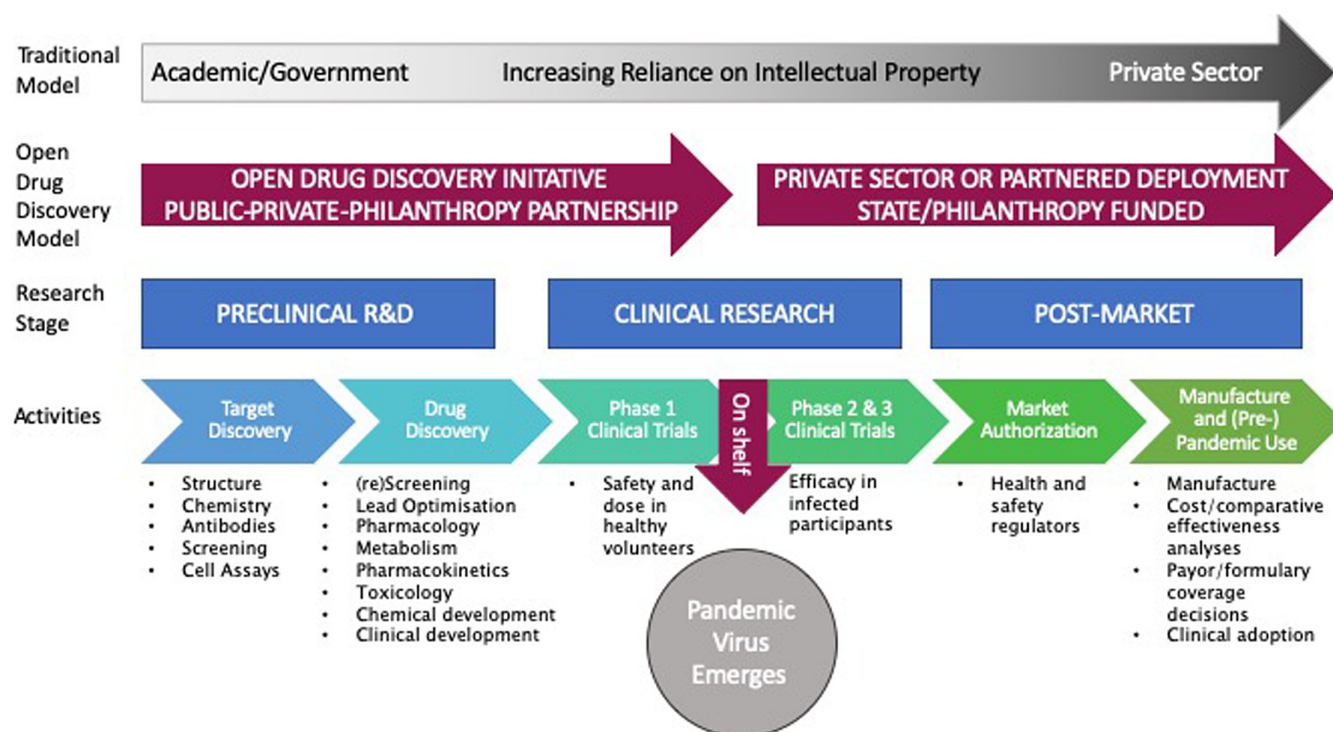 Traditional
Model
Academic/Government
Increasing Reliance on Intellectual Property
Private Sector
Open
Drug
Discovery
Model
OPEN DRUG DISCOVERY INITATIVE
PUBLIC-PRIVATE-PHILANTHROPY PARTNERSHIP
PRIVATE SECTOR OR PARTNERED DEPLOYMENT
STATE/PHILANTHROPY FUNDED
Research
Stage
PRECLINICAL R&D
CLINICAL RESEARCH
POST-MARKET
Activities
Target
Discovery
Drug
Discovery
Phase 1
Clinical Trials
On shelf
Phase 2 & 3
Clinical Trials
Market
Authorization
Manufacture
and (Pre-)
Pandemic Use
• Structure
• Chemistry
• Antibodies
• Screening
• Cell Assays
• (re)Screening
• Lead Optimisation
• Pharmacology
• Metabolism
• Pharmacokinetics
• Toxicology
• Chemical development
• Clinical development
• Safety and
dose in
healthy
volunteers
• Efficacy in
infected
participants
• Health and
safety
regulators
• Manufacture
• Cost/comparative
effectiveness
analyses
• Payor/formulary
coverage
decisions
• Clinical adoption
Pandemic
Virus
Emerges